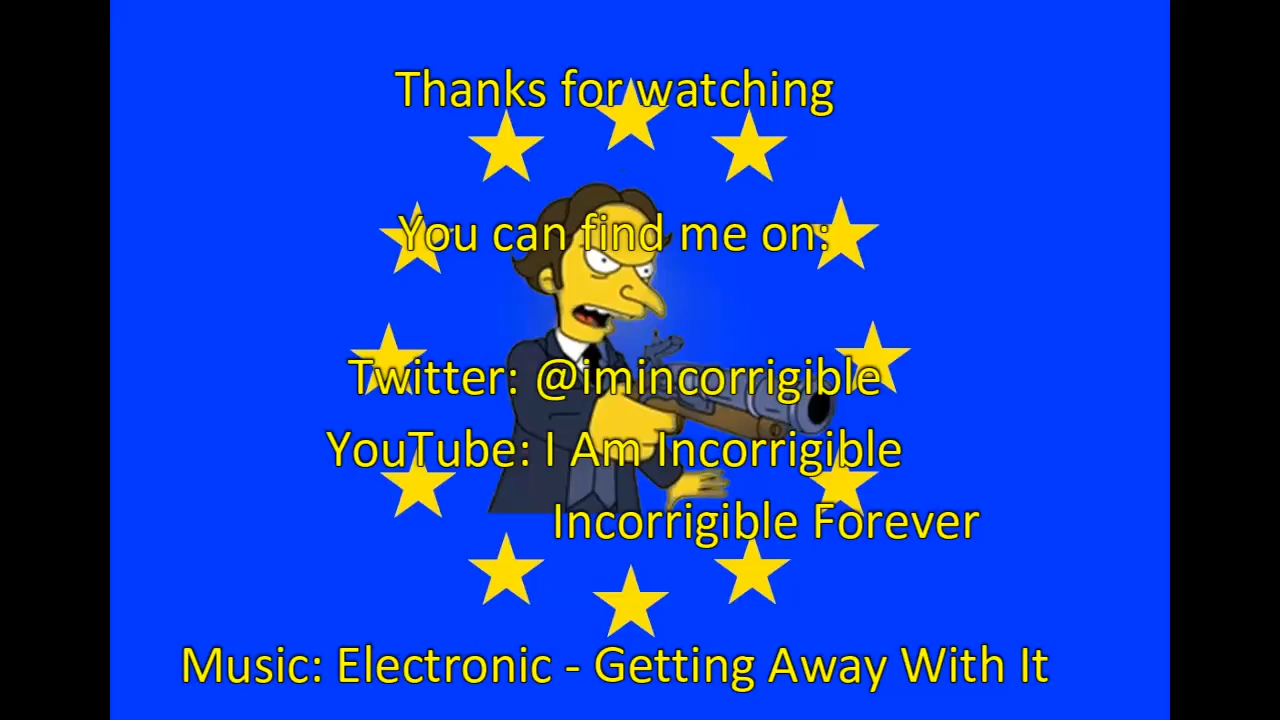 Thanks for watching
You can find me on:
Twitter: @imincorrigible
YouTube: I Am Incorrigible
Incorrigible Forever
Music: Electronic - Getting Away With It